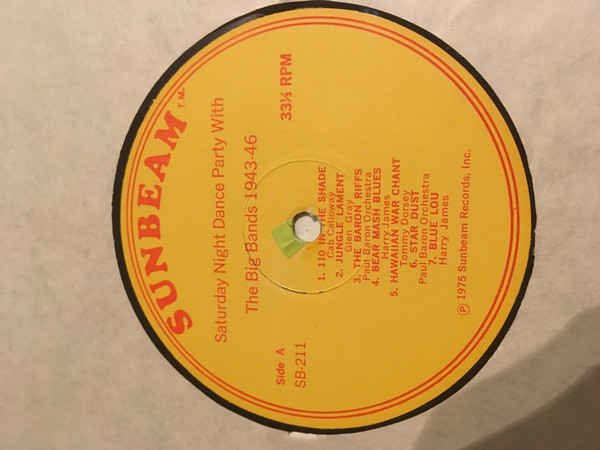 SUNBEAM T.M.
Saturday Night Dance Party With
The Big Bands 1943-46
Side A
SB-211
33⅓ RPM
1. 110 IN THE SHADE
Cab Calloway
2. JUNGLE LAMENT
Glen Gray
3. THE BARON RIFFS
Paul Baron Orchestra
4. BEAR MASH BLUES
Harry James
5. HAWAIIAN WAR CHANT
Tommy Dorsey
6. STAR DUST
Paul Baron Orchestra
7. BLUE LOU
Harry James
Ⓟ 1975 Sunbeam Records, Inc.